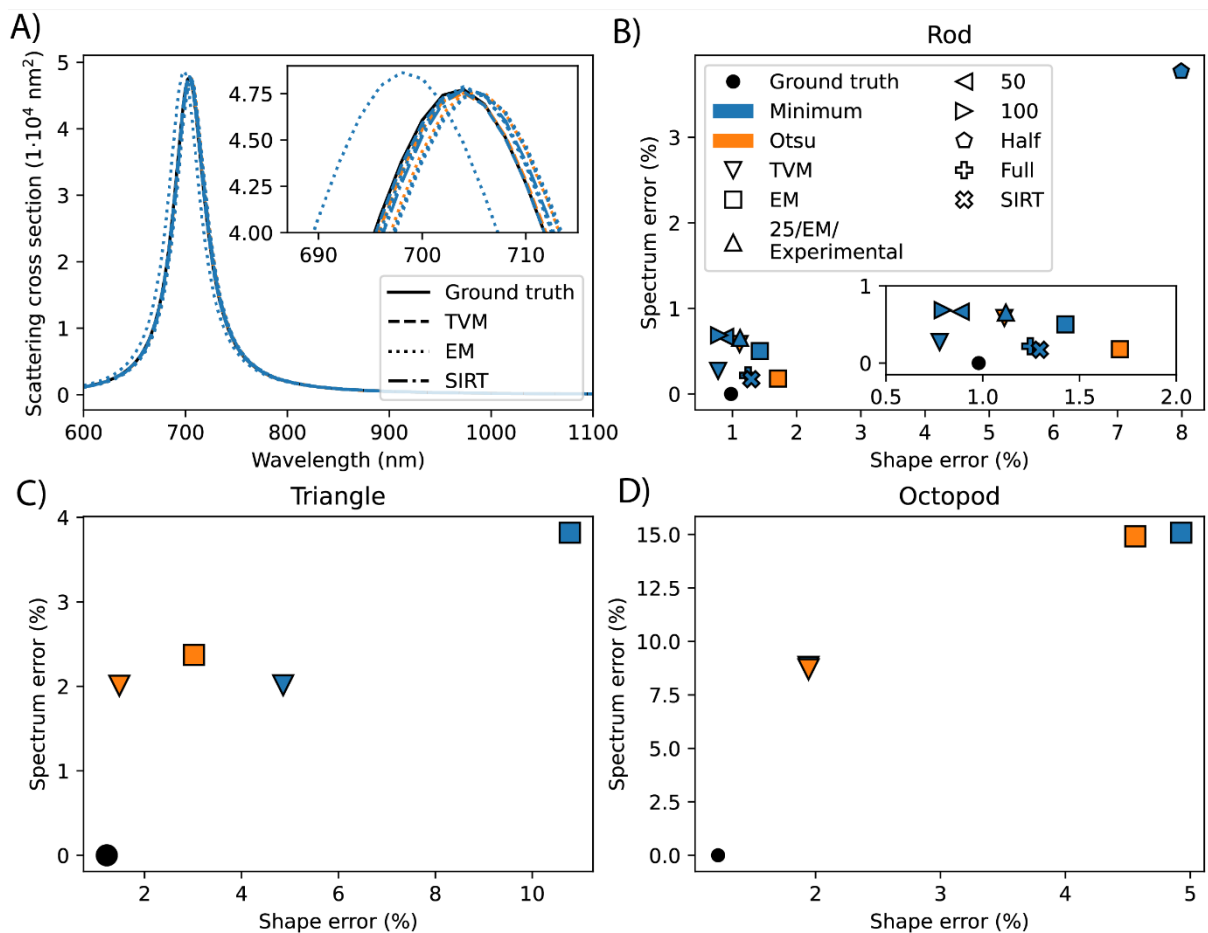 A)
Scattering cross section (1·10⁴ nm²)
5
4
3
2
1
0
600
700
800
900
1000
1100
Wavelength (nm)
4.75
4.50
4.25
4.00
690
700
710
Ground truth
TVM
EM
SIRT
B)
Rod
Spectrum error (%)
3
2
1
0
1
2
3
4
5
6
7
8
Shape error (%)
Ground truth
Minimum
Otsu
TVM
EM
25/EM/
Experimental
50
100
Half
Full
SIRT
1
0
0.5
1.0
1.5
2.0
C)
Triangle
Spectrum error (%)
4
3
2
1
0
2
4
6
8
10
Shape error (%)
D)
Octopod
Spectrum error (%)
15.0
12.5
10.0
7.5
5.0
2.5
0.0
2
3
4
5
Shape error (%)